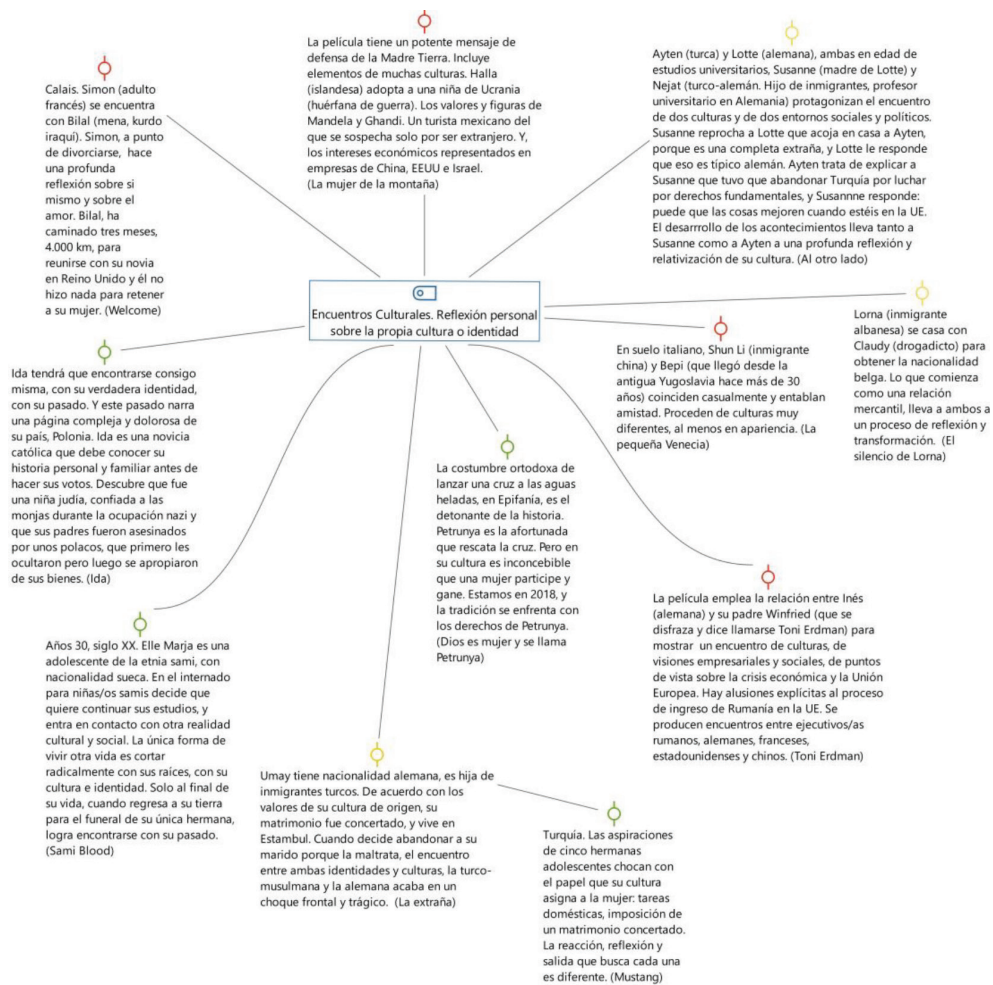 Calais. Simon (adulto
francés) se encuentra
con Bilal (mena, kurdo
iraquí). Simon, a punto
de divorciarse,  hace
una profunda
reflexión sobre si
mismo y sobre el
amor. Bilal, ha
caminado tres meses,
4.000 km, para
reunirse con su novia
en Reino Unido y él no
hizo nada para retener
a su mujer. (Welcome)
La película tiene un potente mensaje de
defensa de la Madre Tierra. Incluye
elementos de muchas culturas. Halla
(islandesa) adopta a una niña de Ucrania
(huérfana de guerra). Los valores y figuras de
Mandela y Ghandi. Un turista mexicano del
que se sospecha solo por ser extranjero. Y,
los intereses económicos representados en
empresas de China, EEUU e Israel.
(La mujer de la montaña)
Ayten (turca) y Lotte (alemana), ambas en edad de
estudios universitarios, Susanne (madre de Lotte) y
Nejat (turco-alemán. Hijo de inmigrantes, profesor
universitario en Alemania) protagonizan el encuentro
de dos culturas y de dos entornos sociales y políticos.
Susanne reprocha a Lotte que acoja en casa a Ayten,
porque es una completa extraña, y Lotte le responde
que eso es típico alemán. Ayten trata de explicar a
Susanne que tuvo que abandonar Turquía por luchar
por derechos fundamentales, y Susannne responde:
puede que las cosas mejoren cuando estéis en la UE.
El desarrrollo de los acontecimientos lleva tanto a
Susanne como a Ayten a una profunda reflexión y
relativización de su cultura. (Al otro lado)
Encuentros Culturales. Reflexión personal
sobre la propia cultura o identidad
Lorna (inmigrante
albanesa) se casa con
Claudy (drogadicto) para
obtener la nacionalidad
belga. Lo que comienza
como una relación
mercantil, lleva a ambos a
un proceso de reflexión y
transformación.  (El
silencio de Lorna)
En suelo italiano, Shun Li (inmigrante
china) y Bepi (que llegó desde la
antigua Yugoslavia hace más de 30
años) coinciden casualmente y entablan
amistad. Proceden de culturas muy
diferentes, al menos en apariencia. (La
pequeña Venecia)
Ida tendrá que encontrarse consigo
misma, con su verdadera identidad,
con su pasado. Y este pasado narra
una página compleja y dolorosa de
su país, Polonia. Ida es una novicia
católica que debe conocer su
historia personal y familiar antes de
hacer sus votos. Descubre que fue
una niña judía, confiada a las
monjas durante la ocupación nazi y
que sus padres fueron asesinados
por unos polacos, que primero les
ocultaron pero luego se apropiaron
de sus bienes. (Ida)
La costumbre ortodoxa de
lanzar una cruz a las aguas
heladas, en Epifanía, es el
detonante de la historia.
Petrunya es la afortunada
que rescata la cruz. Pero en
su cultura es inconcebible
que una mujer participe y
gane. Estamos en 2018, y
la tradición se enfrenta con
los derechos de Petrunya.
(Dios es mujer y se llama
Petrunya)
La película emplea la relación entre Inés
(alemana) y su padre Winfried (que se
disfraza y dice llamarse Toni Erdman) para
mostrar  un encuentro de culturas, de
visiones empresariales y sociales, de puntos
de vista sobre la crisis económica y la Unión
Europea. Hay alusiones explícitas al proceso
de ingreso de Rumanía en la UE. Se
producen encuentros entre ejecutivos/as
rumanos, alemanes, franceses,
estadounidenses y chinos. (Toni Erdman)
Años 30, siglo XX. Elle Marja es una
adolescente de la etnia sami, con
nacionalidad sueca. En el internado
para niñas/os samis decide que
quiere continuar sus estudios, y
entra en contacto con otra realidad
cultural y social. La única forma de
vivir otra vida es cortar
radicalmente con sus raíces, con su
cultura e identidad. Solo al final de
su vida, cuando regresa a su tierra
para el funeral de su única hermana,
logra encontrarse con su pasado.
(Sami Blood)
Umay tiene nacionalidad alemana, es hija de
inmigrantes turcos. De acuerdo con los
valores de su cultura de origen, su
matrimonio fue concertado, y vive en
Estambul. Cuando decide abandonar a su
marido porque la maltrata, el encuentro
entre ambas identidades y culturas, la turco-
musulmana y la alemana acaba en un
choque frontal y trágico.  (La extraña)
Turquía. Las aspiraciones
de cinco hermanas
adolescentes chocan con
el papel que su cultura
asigna a la mujer: tareas
domésticas, imposición de
un matrimonio concertado.
La reacción, reflexión y
salida que busca cada una
es diferente. (Mustang)